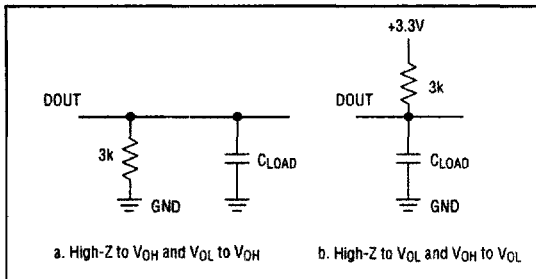 +3.3V
3k
DOUT
DOUT
3k
CLOAD
CLOAD
GND
GND
a. High-Z to VOH and VOL to VOH
b. High-Z to VOL and VOH to VOL